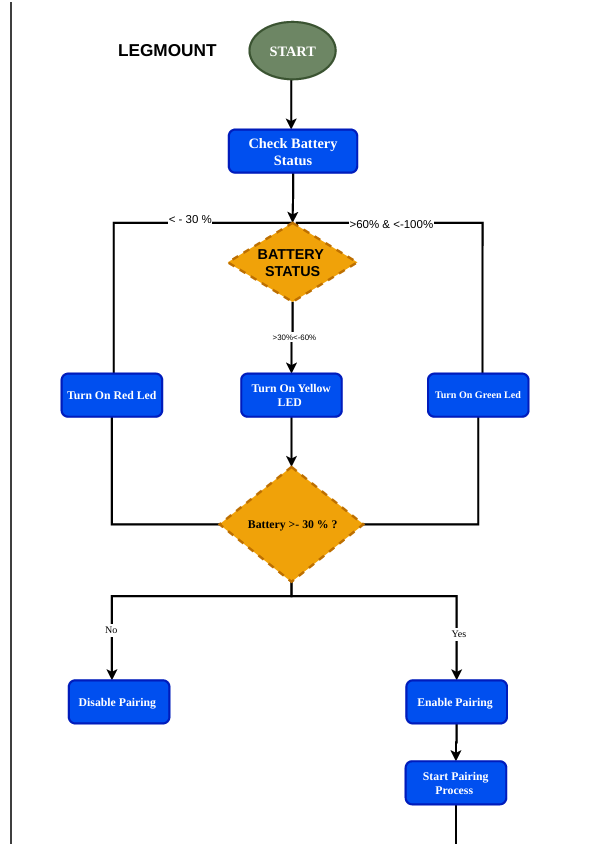 LEGMOUNT
START
Check Battery
Status
< - 30 %
>60% & <-100%
BATTERY
STATUS
>30%<-60%
Turn On Red Led
Turn On Yellow
LED
Turn On Green Led
Battery >- 30 % ?
No
Yes
Disable Pairing
Enable Pairing
Start Pairing
Process